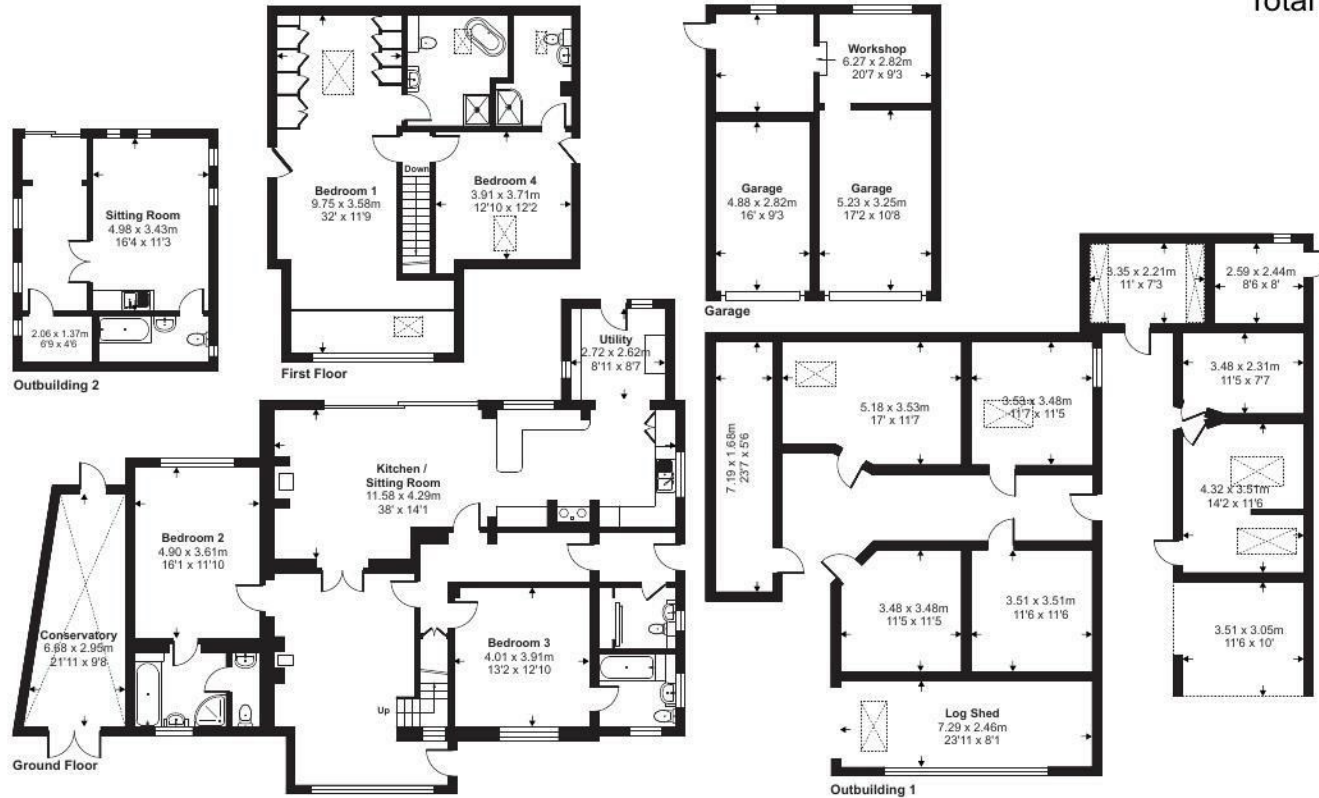 Total
Sitting Room
4.98 x 3.43m
16'4 x 11'3
2.06 x 1.37m
6'9 x 4'6
Outbuilding 2
Bedroom 1
9.75 x 3.58m
32' x 11'9
Down
Bedroom 4
3.91 x 3.71m
12'10 x 12'2
First Floor
Workshop
6.27 x 2.82m
20'7 x 9'3
Garage
4.88 x 2.82m
16' x 9'3
Garage
5.23 x 3.25m
17'2 x 10'8
Garage
Utility
2.72 x 2.62m
8'11 x 8'7
Kitchen /
Sitting Room
11.58 x 4.29m
38' x 14'1
Bedroom 2
4.90 x 3.61m
16'1 x 11'10
Conservatory
6.68 x 2.95m
21'11 x 9'8
Bedroom 3
4.01 x 3.91m
13'2 x 12'10
Up
Ground Floor
3.35 x 2.21m
11' x 7'3
2.59 x 2.44m
8'6 x 8'
3.48 x 2.31m
11'5 x 7'7
7.19 x 1.68m
23'7 x 5'6
5.18 x 3.53m
17' x 11'7
3.53 x 3.48m
11'7 x 11'5
4.32 x 3.51m
14'2 x 11'6
3.48 x 3.48m
11'5 x 11'5
3.51 x 3.51m
11'6 x 11'6
3.51 x 3.05m
11'6 x 10'
Log Shed
7.29 x 2.46m
23'11 x 8'1
Outbuilding 1